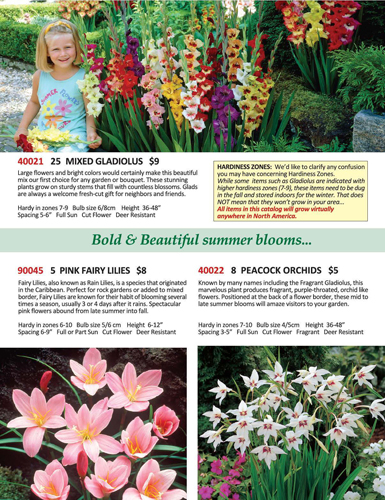 40021 25 MIXED GLADIOLUS $9
Large flowers and bright colors would certainly make this beautiful
mix our first choice for any garden or bouquet. These stunning
plants grow on sturdy stems that fill with countless blossoms. Glads
are always a welcome fresh-cut gift for neighbors and friends.
Hardy in zones 7-9 Bulb size 6/8cm Height 36-48"
Spacing 5-6" Full Sun Cut Flower Deer Resistant
HARDINESS ZONES: We'd like to clarify any confusion
you may have concerning Hardiness Zones.
While some items such as Gladiolus are indicated with
higher hardiness zones (7-9), these items need to be dug
in the fall and stored indoors for the winter. That does
NOT mean that they won't grow in your area...
All items in this catalog will grow virtually
anywhere in North America.
Bold & Beautiful summer blooms...
90045 5 PINK FAIRY LILIES $8
Fairy Lilies, also known as Rain Lilies, is a species that originated
in the Caribbean. Perfect for rock gardens or added to mixed
border, Fairy Lilies are known for their habit of blooming several
times a season, usually 3 or 4 days after it rains. Spectacular
pink flowers abound from late summer into fall.
Hardy in zones 6-10 Bulb size 5/6 cm Height 6-12"
Spacing 6-9" Full or Part Sun Cut Flower Deer Resistant
40022 8 PEACOCK ORCHIDS $5
Known by many names including the Fragrant Gladiolus, this
marvelous plant produces fragrant, purple-throated, orchid like
flowers. Positioned at the back of a flower border, these mid to
late summer blooms will amaze visitors to your garden.
Hardy in zones 7-10 Bulb size 4/5cm Height 36-48"
Spacing 3-5" Full Sun Cut Flower Fragrant Deer Resistant